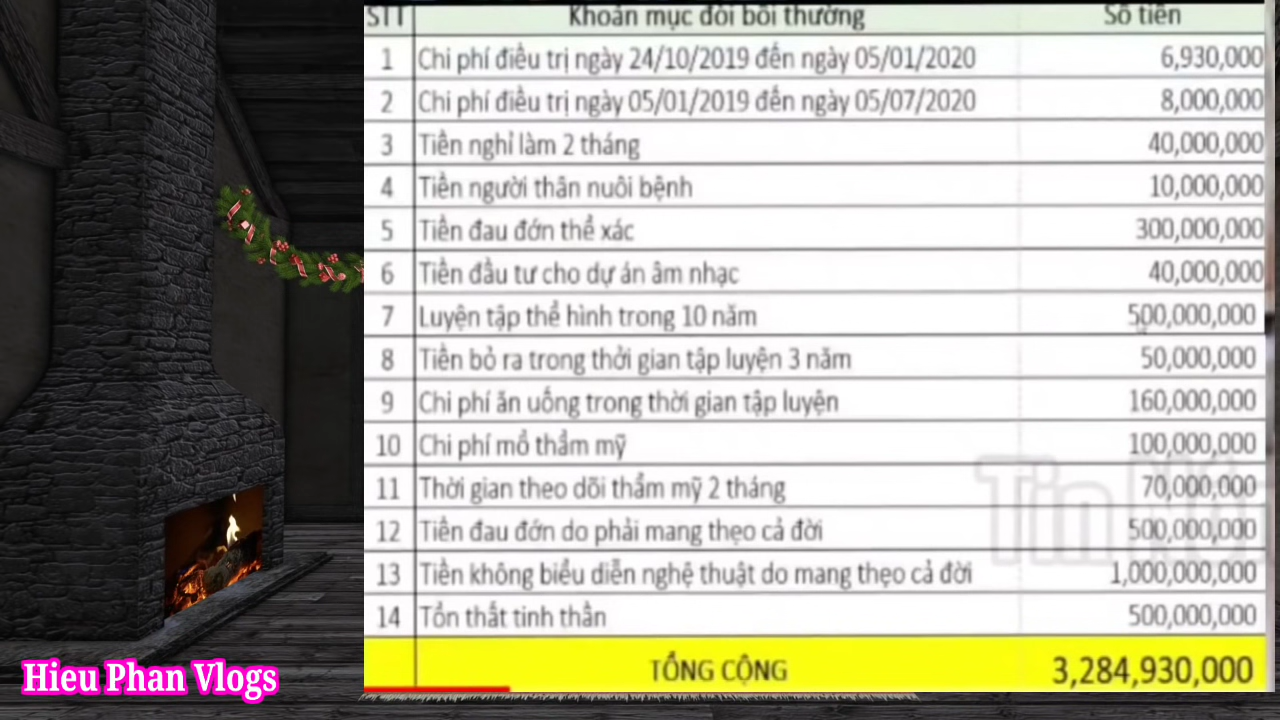 STT Khoản mục đòi bồi thường Số tiền
1 Chi phí điều trị ngày 24/10/2019 đến ngày 05/01/2020 6,930,000
2 Chi phí điều trị ngày 05/01/2019 đến ngày 05/07/2020 8,000,000
3 Tiền nghỉ làm 2 tháng 40,000,000
4 Tiền người thân nuôi bệnh 10,000,000
5 Tiền đau đớn thể xác 300,000,000
6 Tiền đầu tư cho dự án âm nhạc 40,000,000
7 Luyện tập thể hình trong 10 năm 500,000,000
8 Tiền bỏ ra trong thời gian tập luyện 3 năm 50,000,000
9 Chi phí ăn uống trong thời gian tập luyện 160,000,000
10 Chi phí mổ thẩm mỹ 100,000,000
11 Thời gian theo dõi thẩm mỹ 2 tháng 70,000,000
12 Tiền đau đớn do phải mang thẹo cả đời 500,000,000
13 Tiền không biểu diễn nghệ thuật do mang thẹo cả đời 1,000,000,000
14 Tổn thất tinh thần 500,000,000
TỔNG CỘNG 3,284,930,000
Tin
Hieu Phan Vlogs